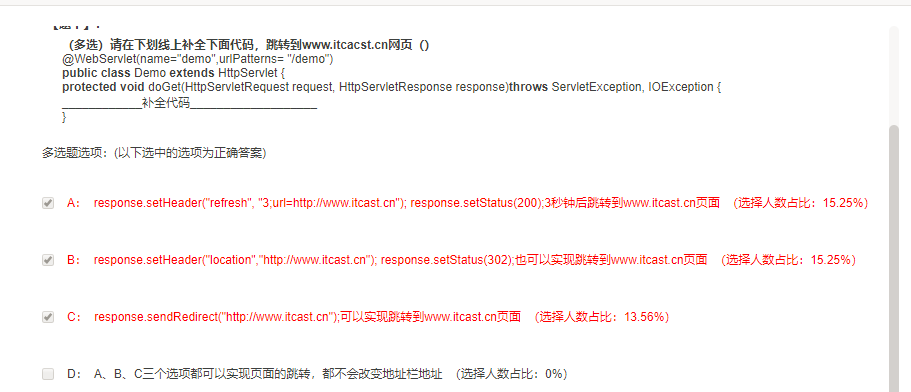 （多选）请在下划线上补全下面代码，跳转到www.itcacst.cn网页（）
@WebServlet(name="demo",urlPatterns= "/demo")
public class Demo extends HttpServlet {
protected void doGet(HttpServletRequest request, HttpServletResponse response)throws ServletException, IOException {
____________补全代码___________________
}
多选题选项：(以下选中的选项为正确答案)
A： response.setHeader("refresh", "3;url=http://www.itcast.cn"); response.setStatus(200);3秒钟后跳转到www.itcast.cn页面 （选择人数占比：15.25%）
B： response.setHeader("location","http://www.itcast.cn"); response.setStatus(302);也可以实现跳转到www.itcast.cn页面 （选择人数占比：15.25%）
C： response.sendRedirect("http://www.itcast.cn");可以实现跳转到www.itcast.cn页面 （选择人数占比：13.56%）
D： A、B、C三个选项都可以实现页面的跳转，都不会改变地址栏地址 （选择人数占比：0%）